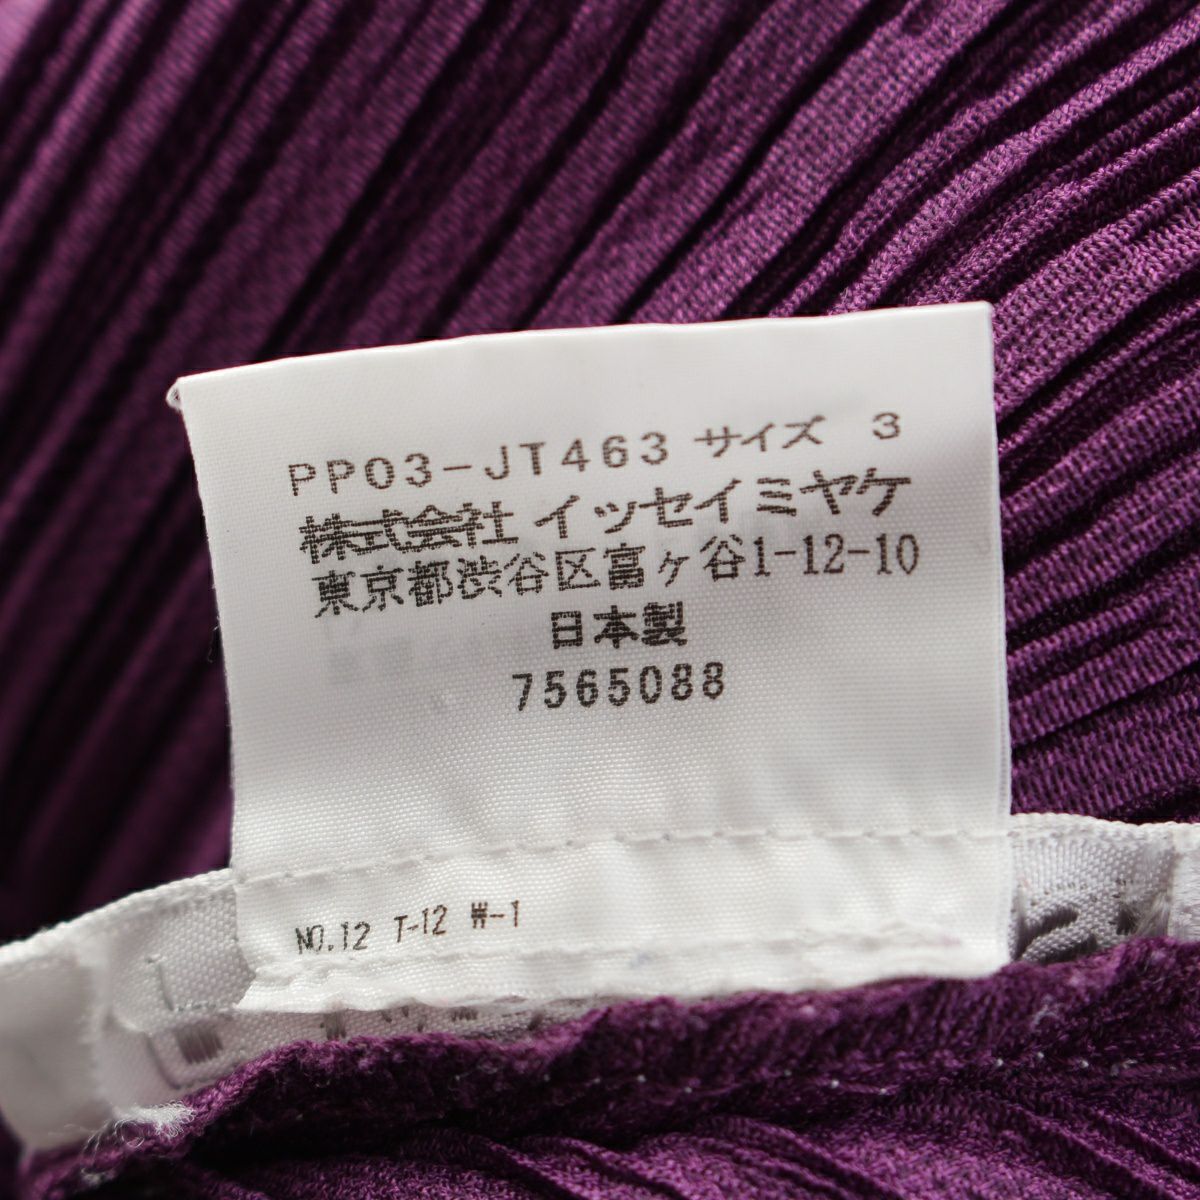 PP03-JT463 サイズ 3
株式会社 イッセイミヤケ
東京都渋谷区富ヶ谷1-12-10
日本製
7565088
NO.12 T-12 W-1